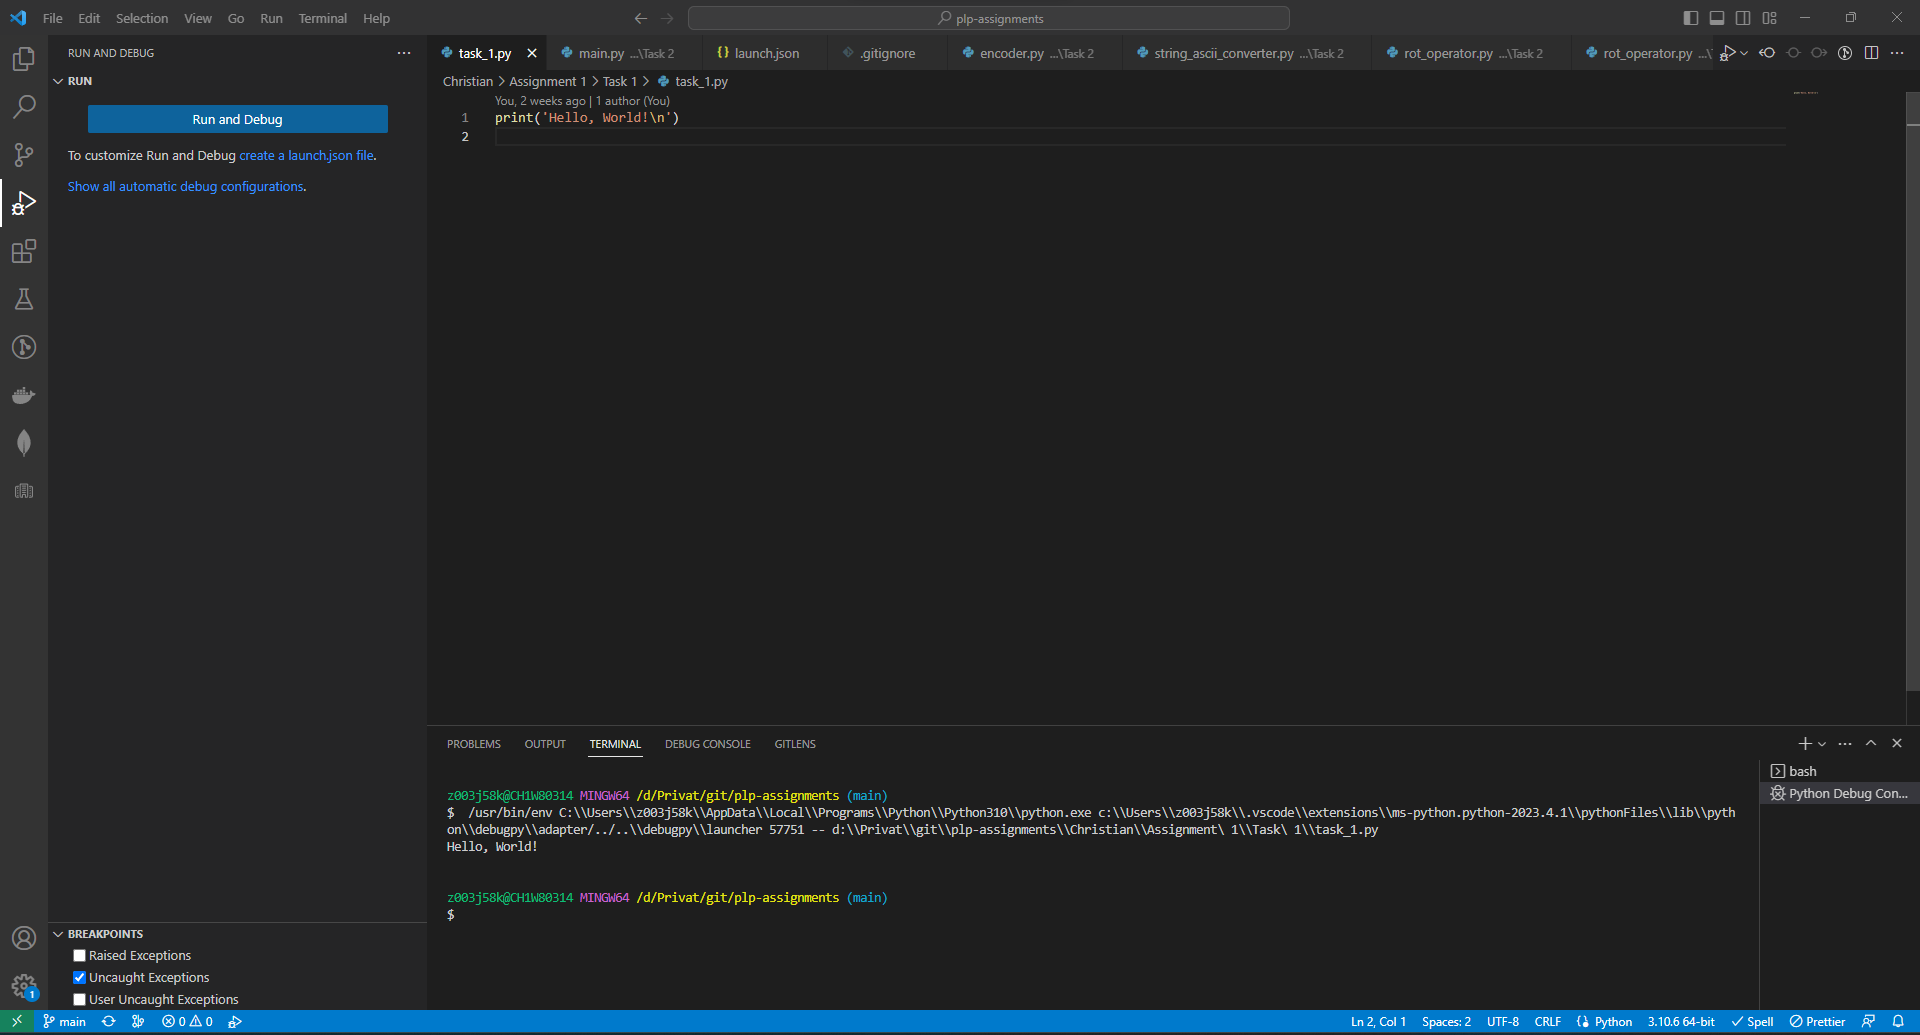 File Edit Selection View Go Run Terminal Help
plp-assignments
RUN AND DEBUG
RUN
Run and Debug
To customize Run and Debug create a launch.json file.
Show all automatic debug configurations.
task_1.py
main.py ...\Task 2
launch.json
.gitignore
encoder.py ...\Task 2
string_ascii_converter.py ...\Task 2
rot_operator.py ...\Task 2
rot_operator.py ...\
Christian > Assignment 1 > Task 1 > task_1.py
You, 2 weeks ago | 1 author (You)
1 print('Hello, World!\n')
2
PROBLEMS OUTPUT TERMINAL DEBUG CONSOLE GITLENS
z003j58k@CH1W80314 MINGW64 /d/Privat/git/plp-assignments (main)
$  /usr/bin/env C:\\Users\\z003j58k\\AppData\\Local\\Programs\\Python\\Python310\\python.exe c:\\Users\\z003j58k\\.vscode\\extensions\\ms-python.python-2023.4.1\\pythonFiles\\lib\\pyth
on\\debugpy\\adapter/../..\\debugpy\\launcher 57751 -- d:\\Privat\\git\\plp-assignments\\Christian\\Assignment\ 1\\Task\ 1\\task_1.py
Hello, World!
z003j58k@CH1W80314 MINGW64 /d/Privat/git/plp-assignments (main)
$
bash
Python Debug Con...
BREAKPOINTS
Raised Exceptions
Uncaught Exceptions
User Uncaught Exceptions
1
main 0 0
Ln 2, Col 1 Spaces: 2 UTF-8 CRLF Python 3.10.6 64-bit Spell Prettier